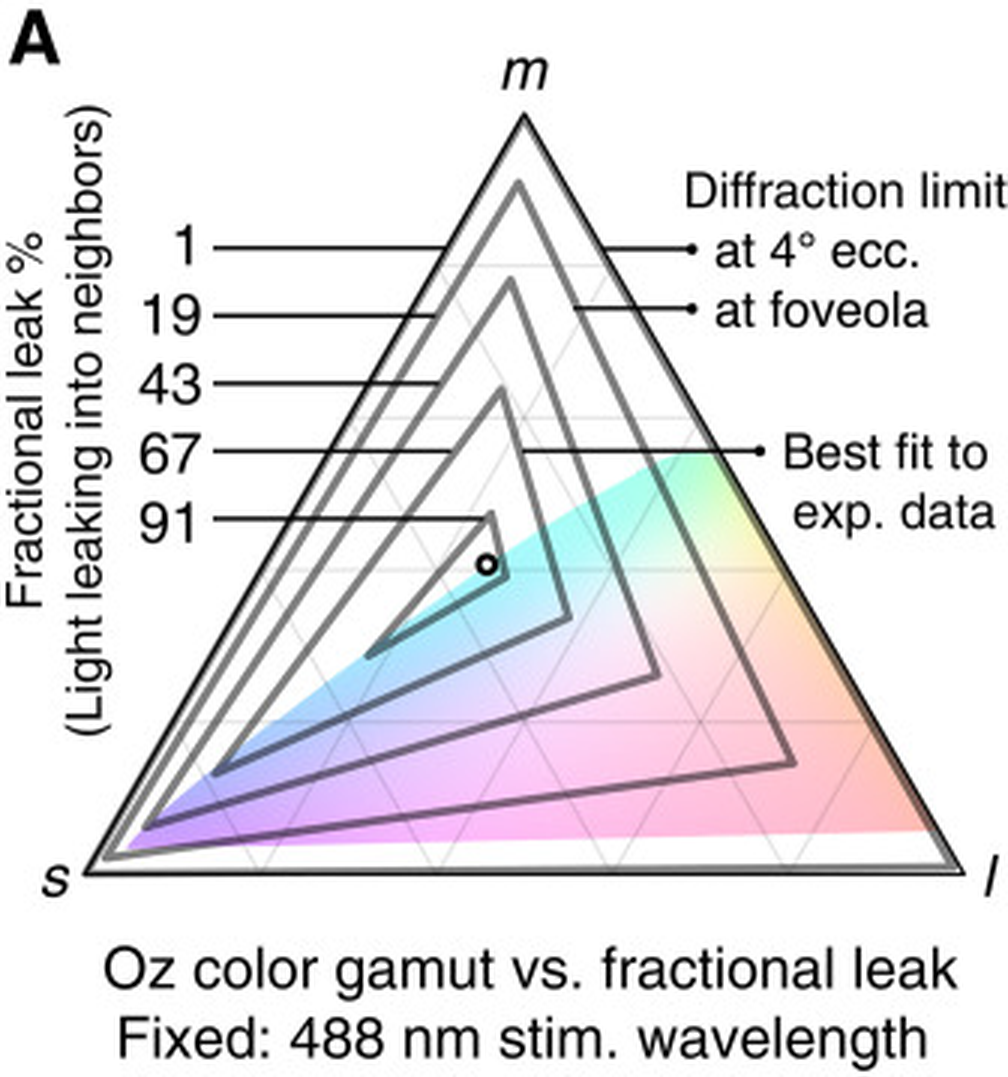 A
m
Fractional leak %
(Light leaking into neighbors)
1
19
43
67
91
Diffraction limit
at 4° ecc.
at foveola
Best fit to
exp. data
s
l
Oz color gamut vs. fractional leak
Fixed: 488 nm stim. wavelength